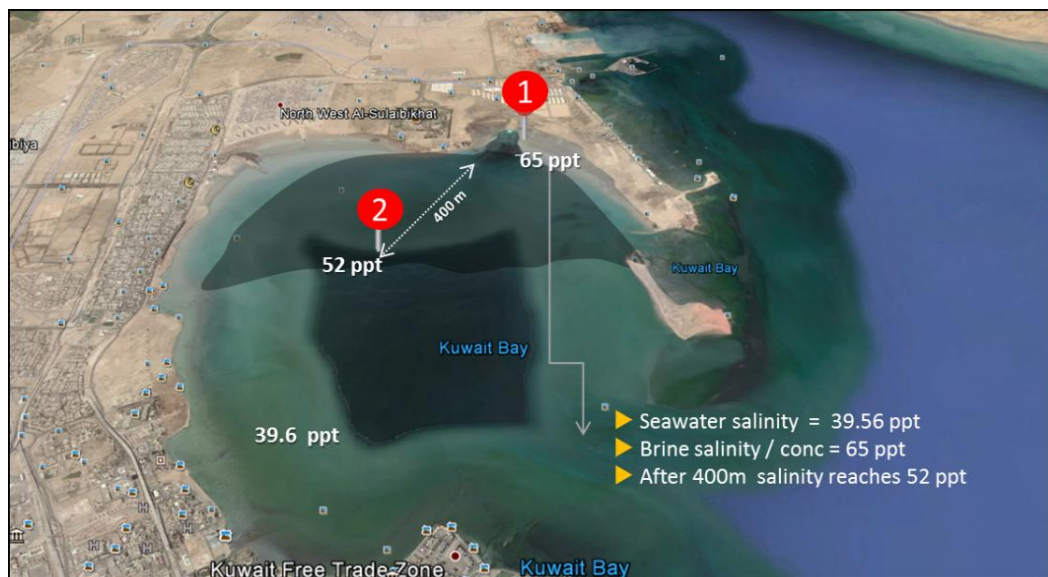 1
North West Al-Sulaibikhat
65 ppt
400 m
2
52 ppt
Kuwait Bay
Kuwait Bay
39.6 ppt
Seawater salinity = 39.56 ppt
Brine salinity / conc = 65 ppt
After 400m salinity reaches 52 ppt
Kuwait Free Trade Zone
Kuwait Bay